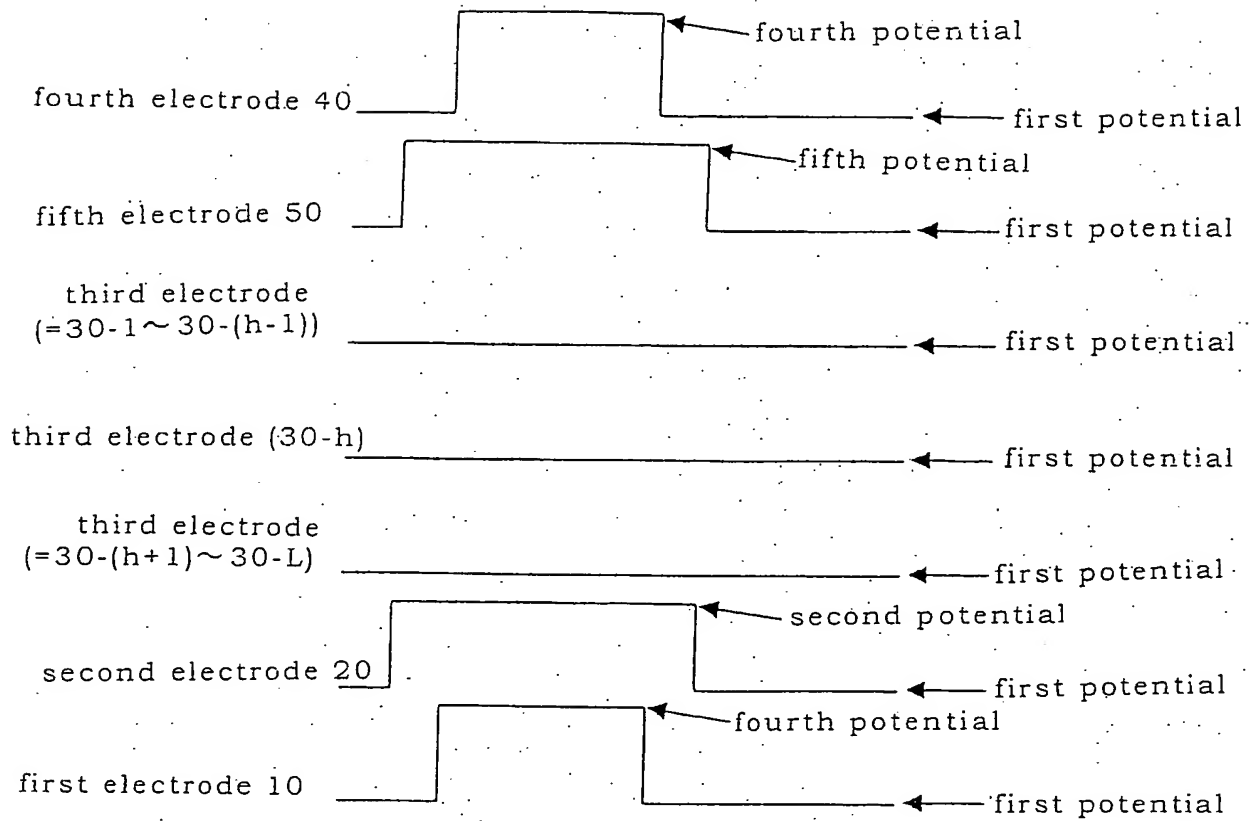 fourth potential
fourth electrode 40
first potential
fifth potential
fifth electrode 50
first potential
third electrode
(=30-1~30-(h-1))
first potential
third electrode (30-h)
first potential
third electrode
(=30-(h+1)~30-L)
first potential
second potential
second electrode 20
first potential
fourth potential
first electrode 10
first potential